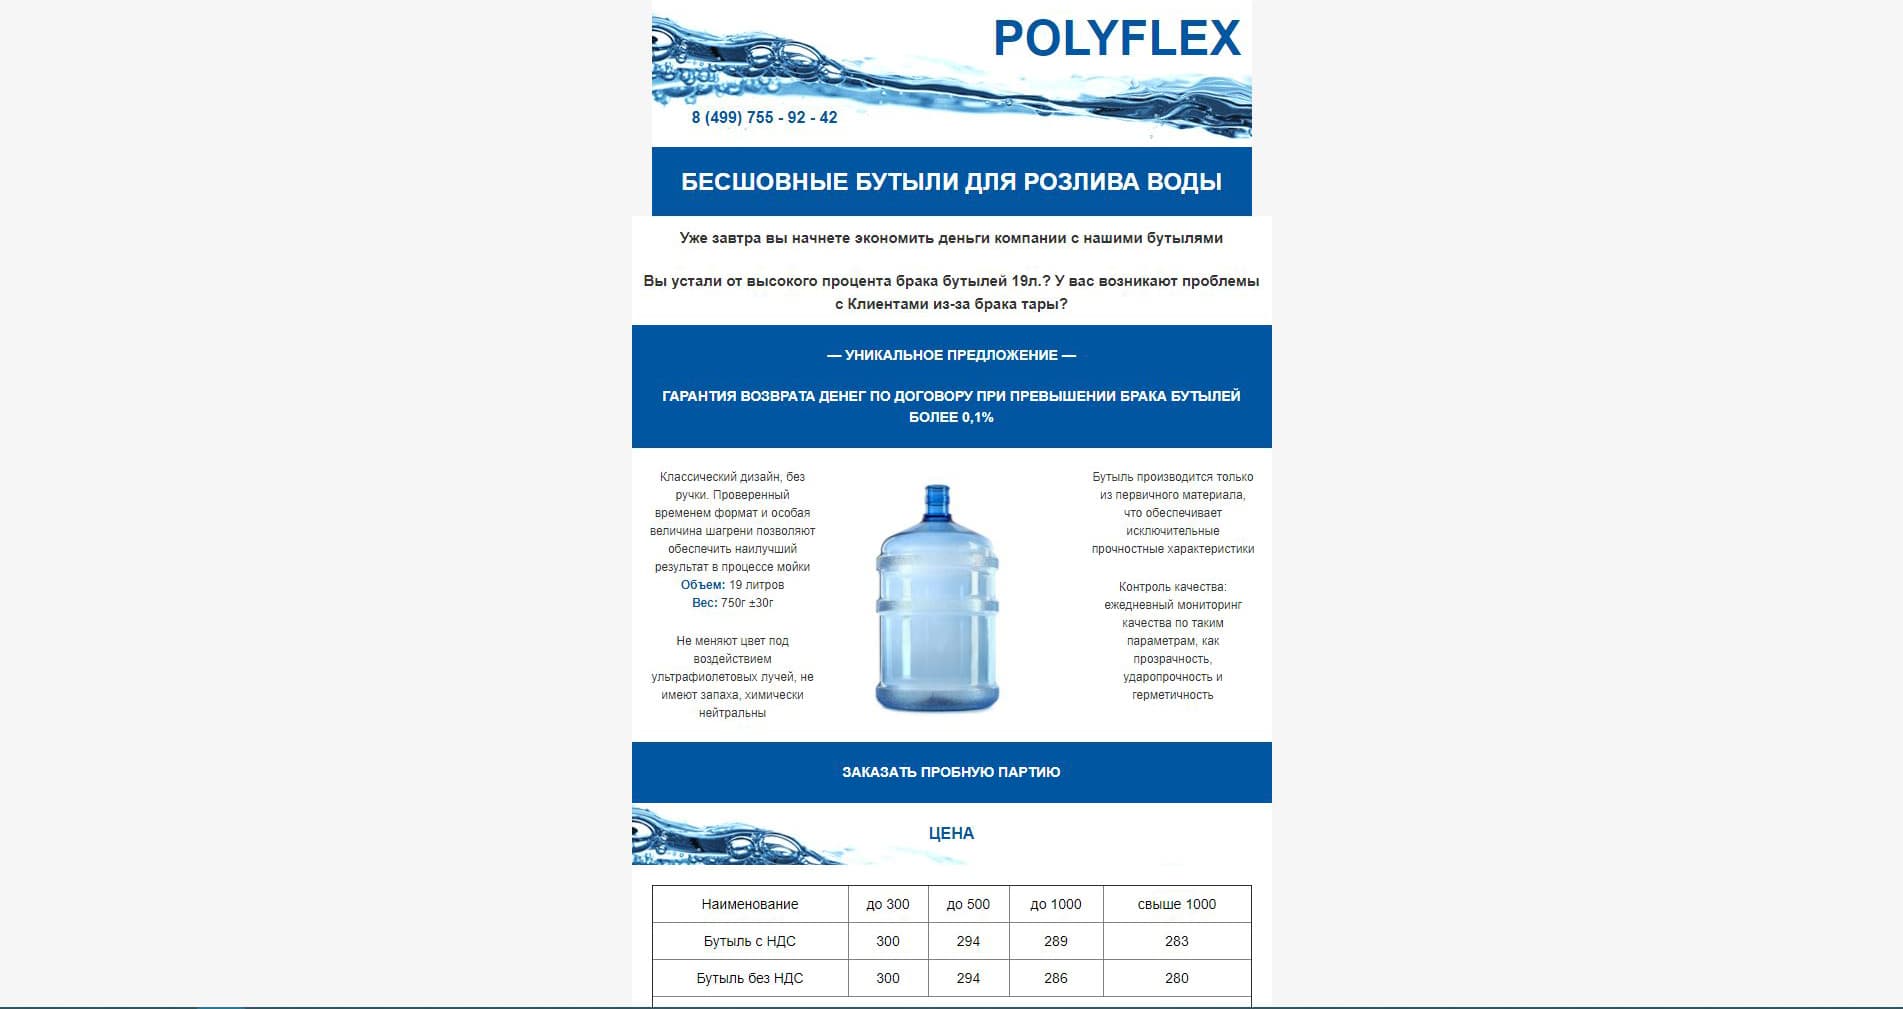 POLYFLEX
8 (499) 755 - 92 - 42
БЕСШОВНЫЕ БУТЫЛИ ДЛЯ РОЗЛИВА ВОДЫ
Уже завтра вы начнете экономить деньги компании с нашими бутылями
Вы устали от высокого процента брака бутылей 19л.? У вас возникают проблемы
с Клиентами из-за брака тары?
— УНИКАЛЬНОЕ ПРЕДЛОЖЕНИЕ —
ГАРАНТИЯ ВОЗВРАТА ДЕНЕГ ПО ДОГОВОРУ ПРИ ПРЕВЫШЕНИИ БРАКА БУТЫЛЕЙ
БОЛЕЕ 0,1%
Классический дизайн, без
ручки. Проверенный
временем формат и особая
величина шагрени позволяют
обеспечить наилучший
результат в процессе мойки
Объем: 19 литров
Вес: 750г ±30г
Не меняют цвет под
воздействием
ультрафиолетовых лучей, не
имеют запаха, химически
нейтральны
Бутыль производится только
из первичного материала,
что обеспечивает
исключительные
прочностные характеристики
Контроль качества:
ежедневный мониторинг
качества по таким
параметрам, как
прозрачность,
ударопрочность и
герметичность
ЗАКАЗАТЬ ПРОБНУЮ ПАРТИЮ
ЦЕНА
Наименование до 300 до 500 до 1000 свыше 1000
Бутыль с НДС 300 294 289 283
Бутыль без НДС 300 294 286 280